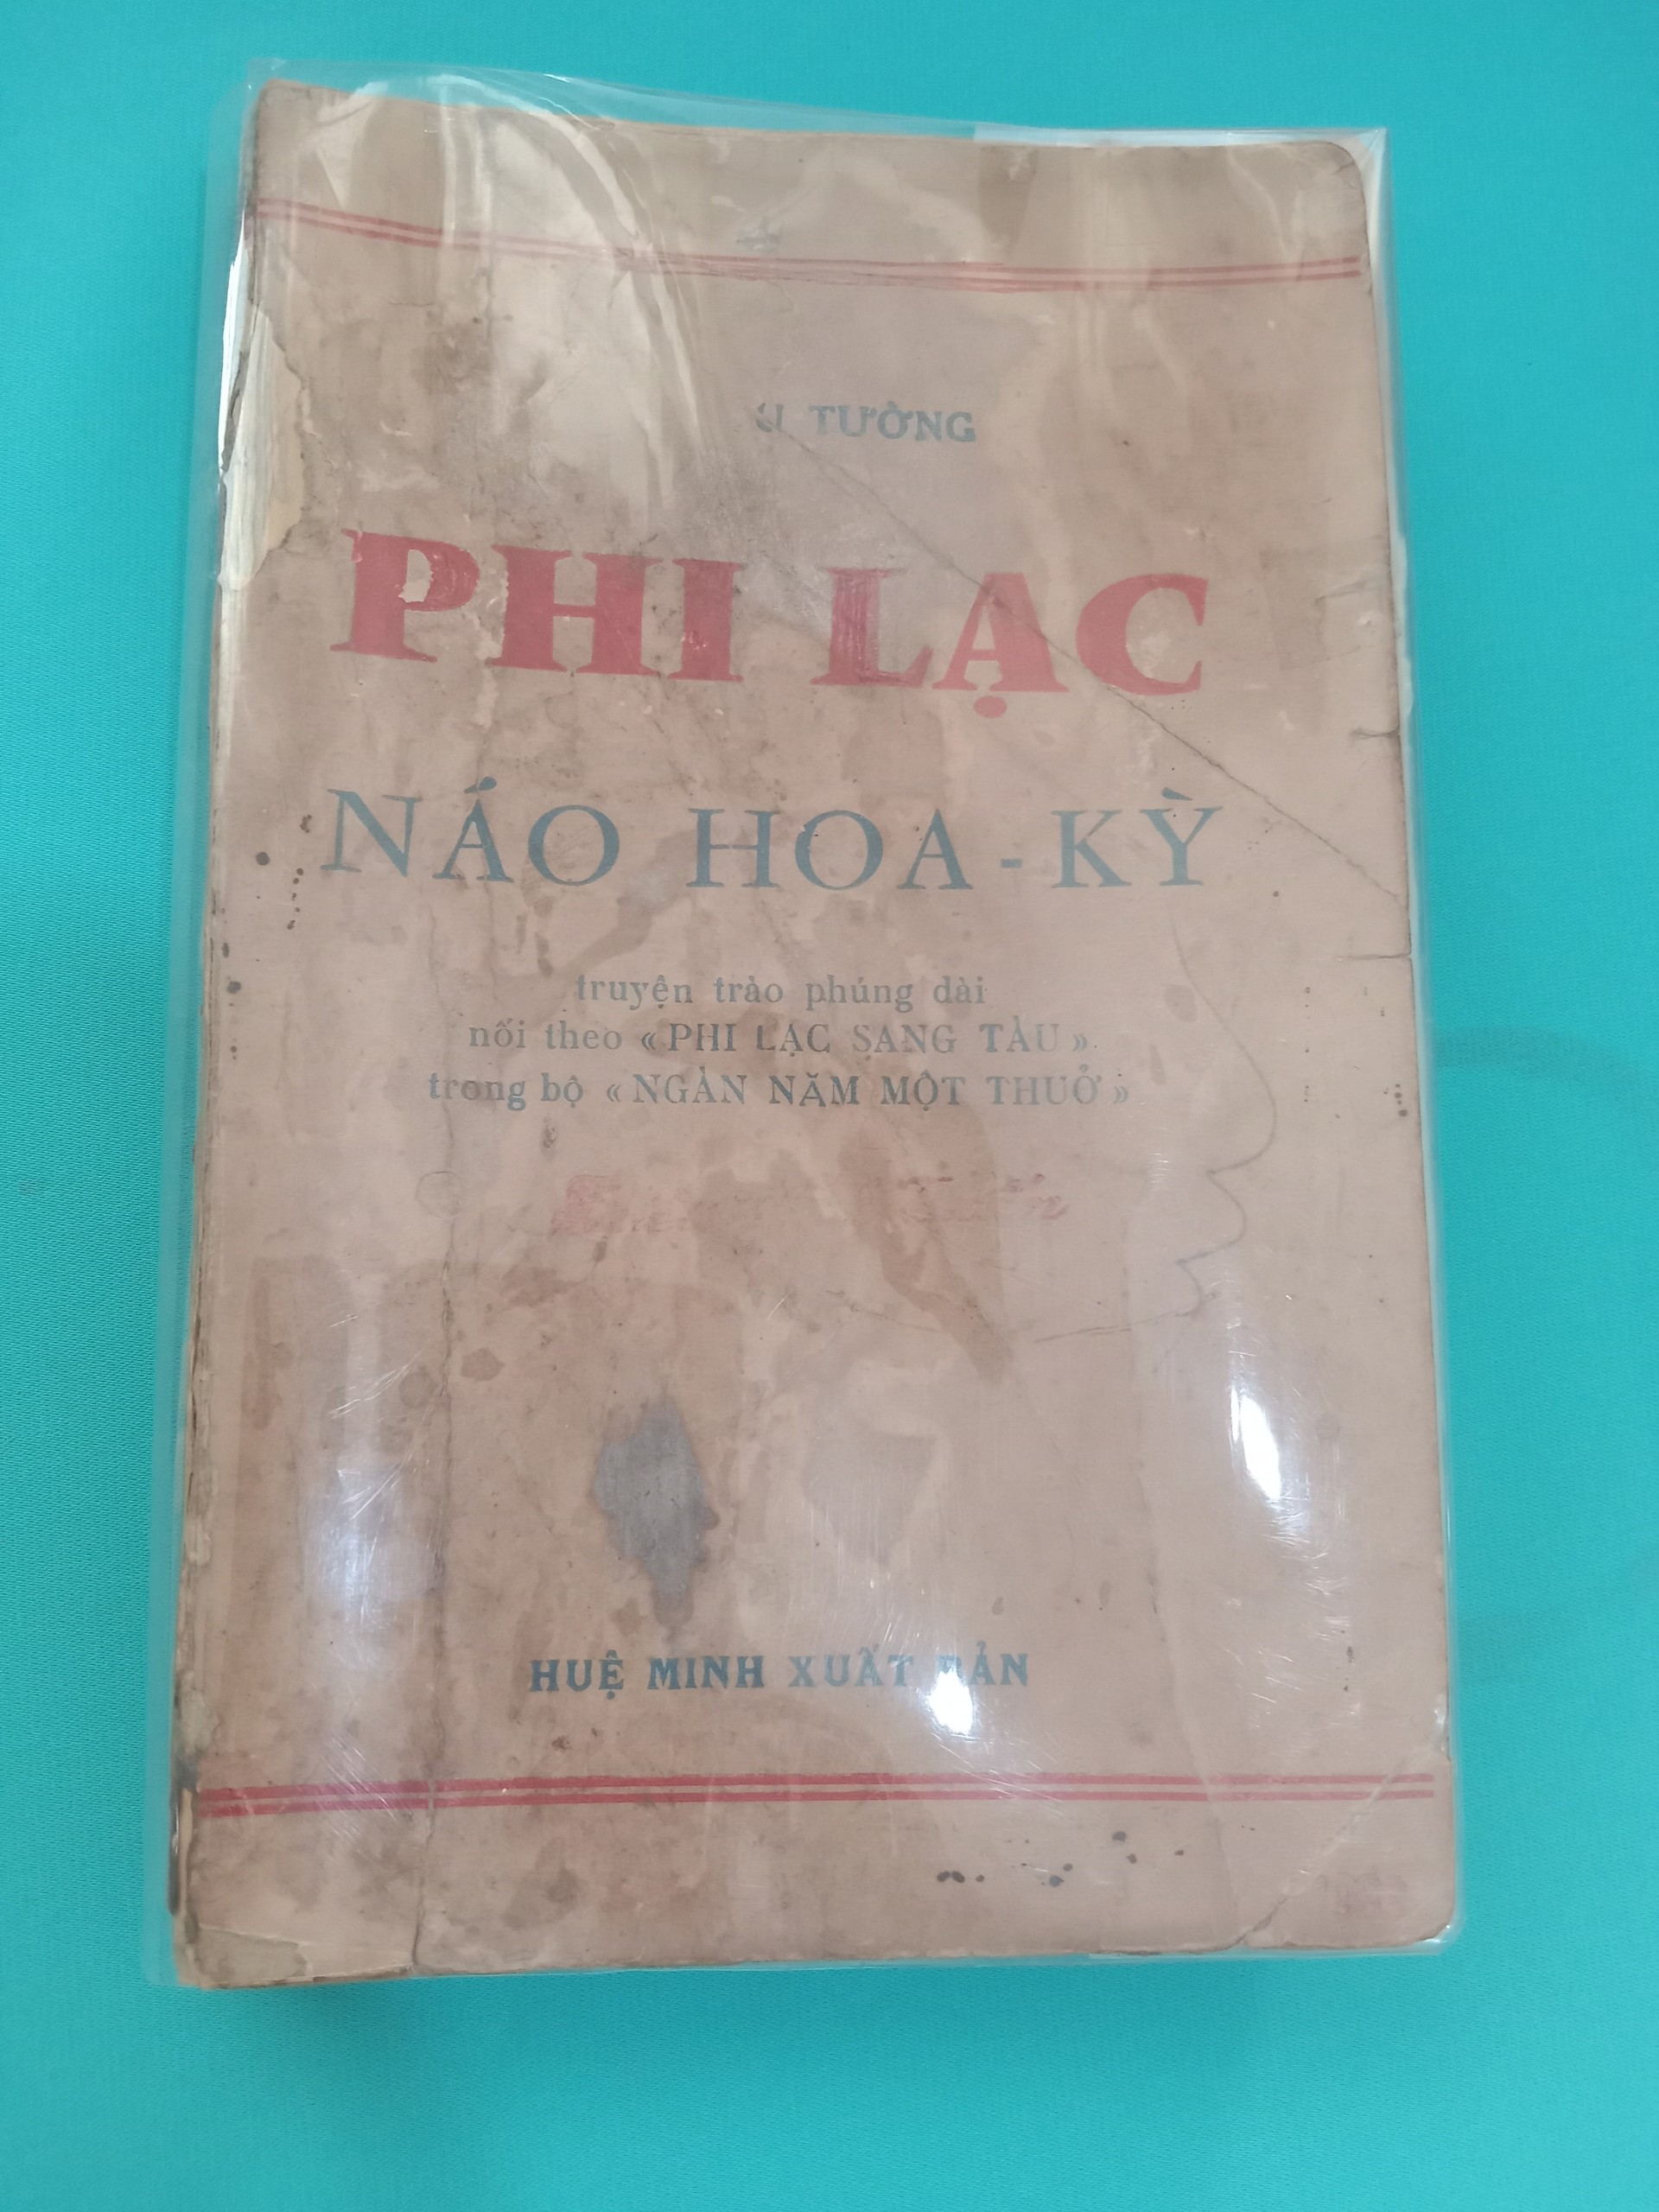 TƯỜNG
PHI LẠC
NÁO HOA-KỲ
truyện trào phúng dài
nối theo «PHI LẠC SANG TÀU».
trong bộ «NGÀN NĂM MỘT THUỞ»
HUỆ MINH XUẤT BẢN